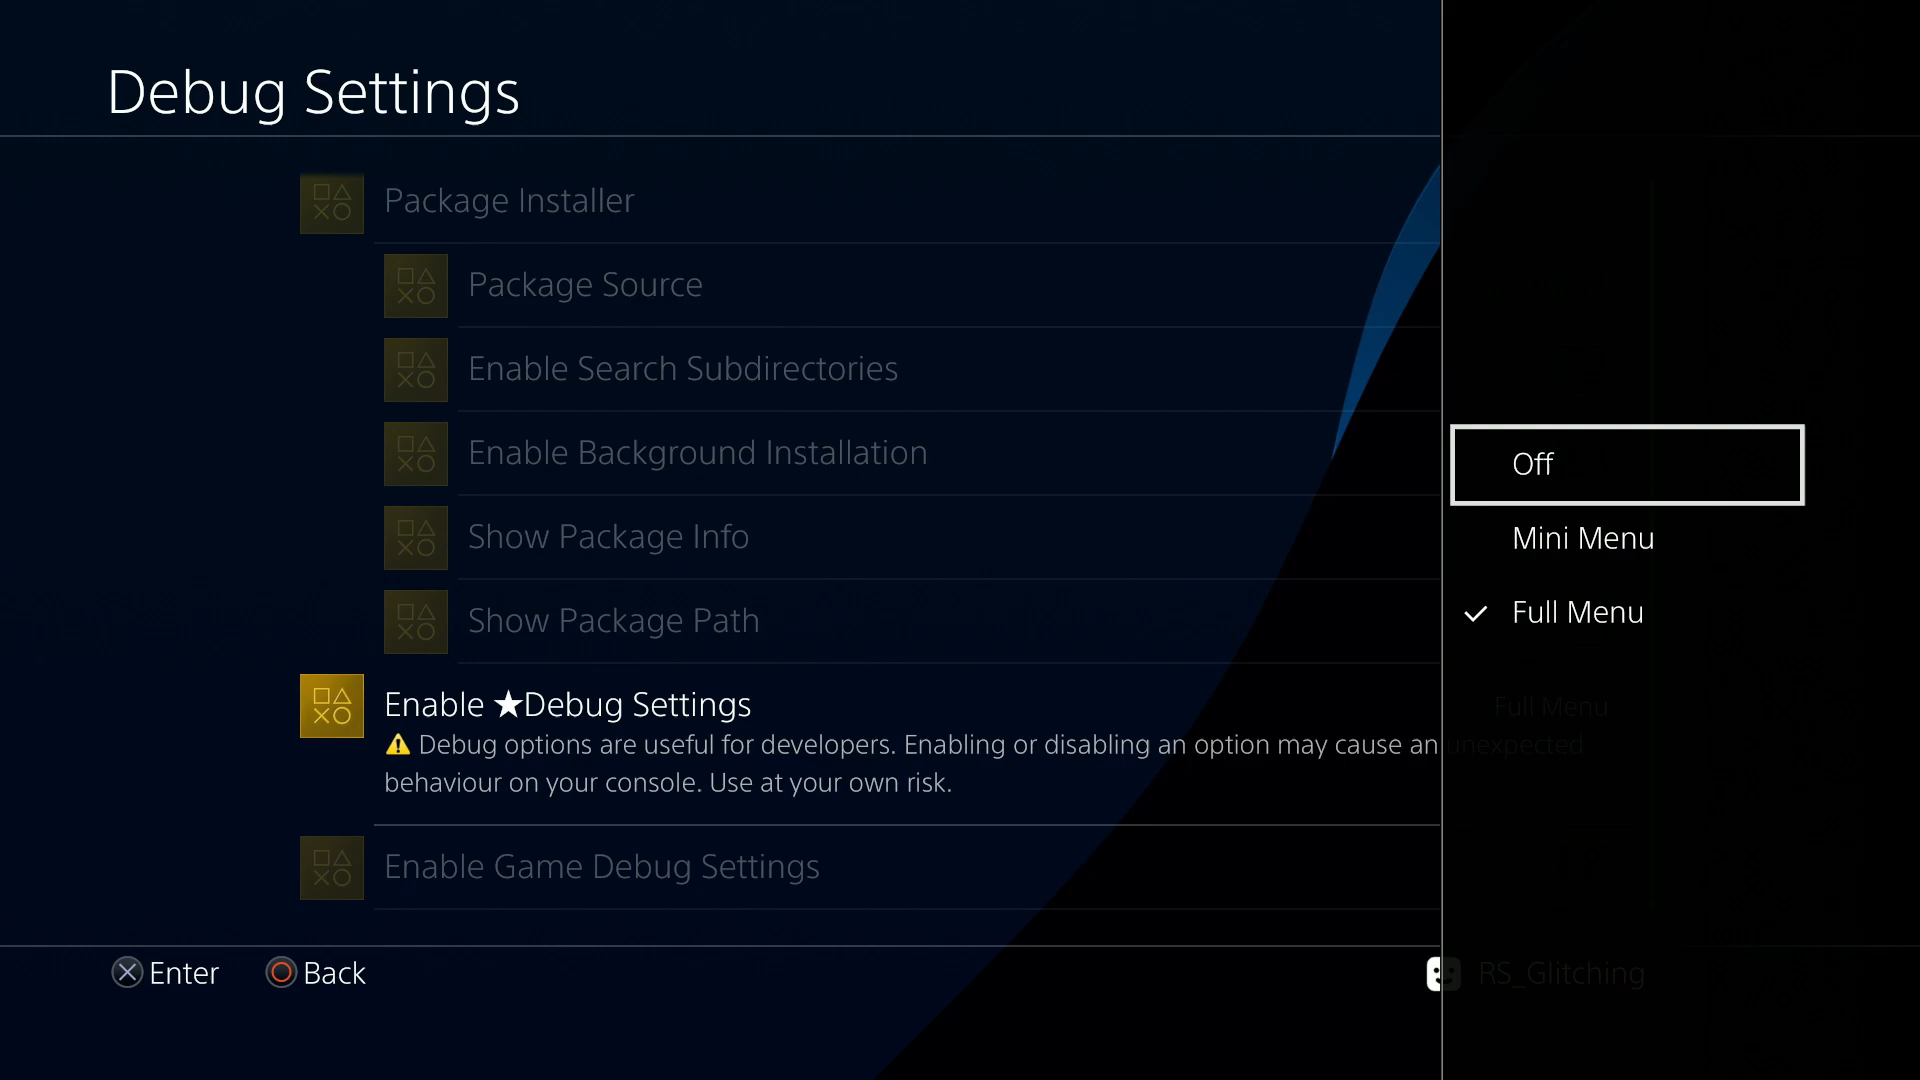 Debug Settings
Package Installer
Package Source
Enable Search Subdirectories
Enable Background Installation
Show Package Info
Show Package Path
Enable ★Debug Settings
⚠ Debug options are useful for developers. Enabling or disabling an option may cause an unexpected
behaviour on your console. Use at your own risk.
Enable Game Debug Settings
Off
Mini Menu
✓ Full Menu
Full Menu
Enter
Back
RS_Glitching